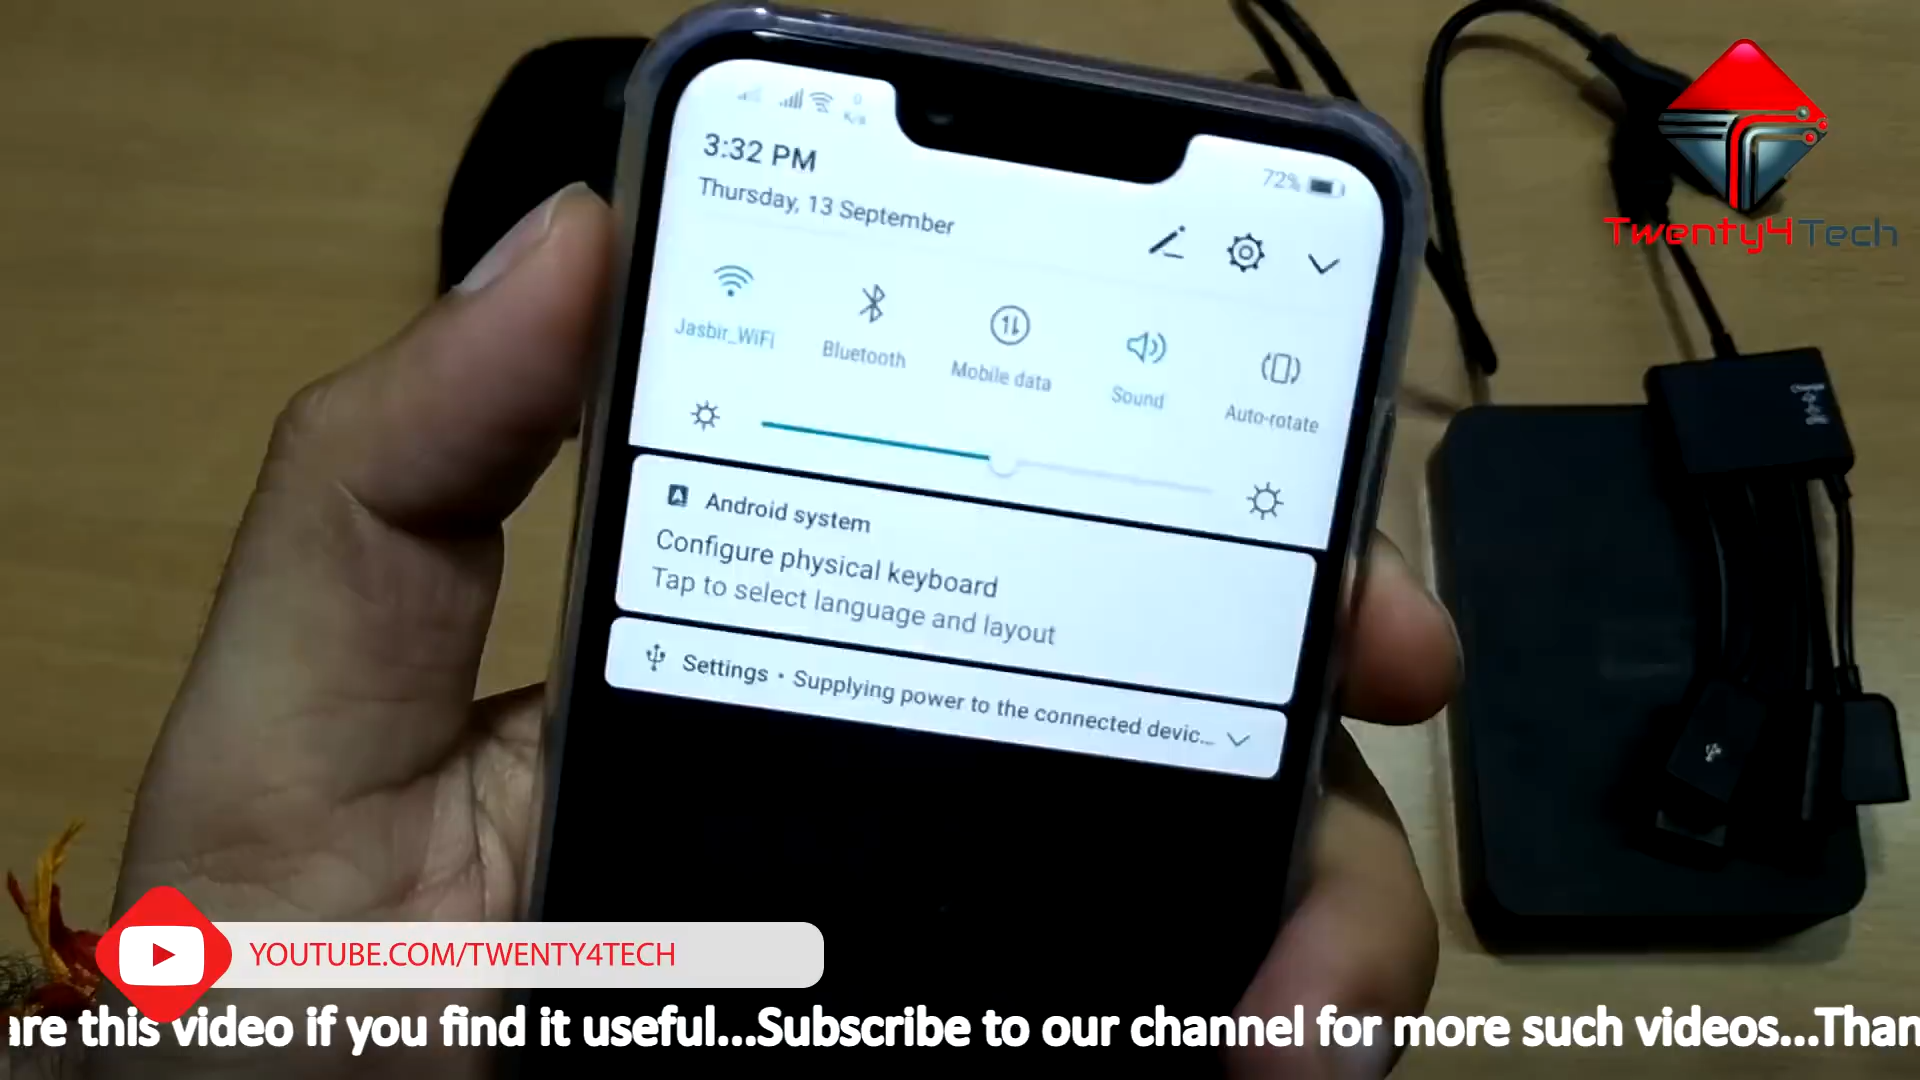 0
K/s
72%
3:32 PM
Thursday, 13 September
Jasbir_WiFi
Bluetooth
Mobile data
Sound
Auto-rotate
Android system
Configure physical keyboard
Tap to select language and layout
Settings • Supplying power to the connected devic...
Twenty4Tech
YOUTUBE.COM/TWENTY4TECH
are this video if you find it useful...Subscribe to our channel for more such videos...Than